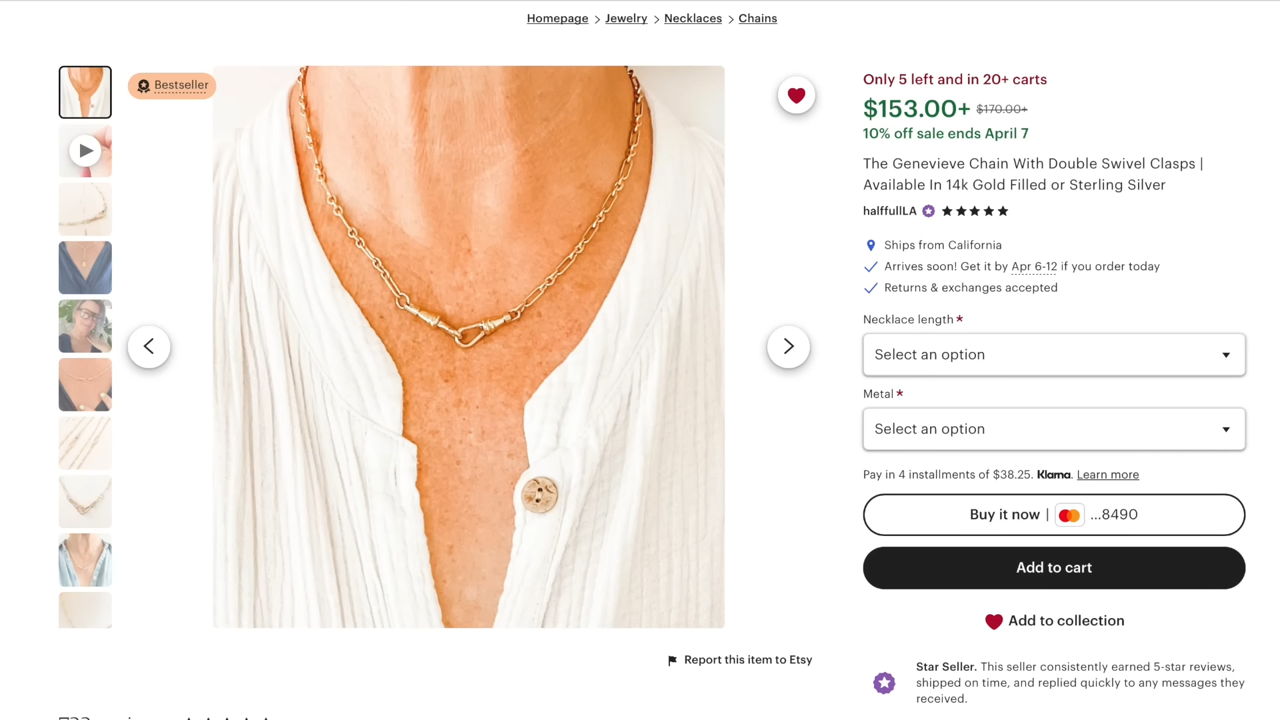 Homepage > Jewelry > Necklaces > Chains
Bestseller
Only 5 left and in 20+ carts
$153.00+ $170.00+
10% off sale ends April 7
The Genevieve Chain With Double Swivel Clasps |
Available In 14k Gold Filled or Sterling Silver
halffullLA
Ships from California
Arrives soon! Get it by Apr 6-12 if you order today
Returns & exchanges accepted
Necklace length *
Select an option
Metal *
Select an option
Pay in 4 installments of $38.25. Klarna. Learn more
Buy it now | ...8490
Add to cart
Add to collection
Report this item to Etsy
Star Seller. This seller consistently earned 5-star reviews,
shipped on time, and replied quickly to any messages they
received.